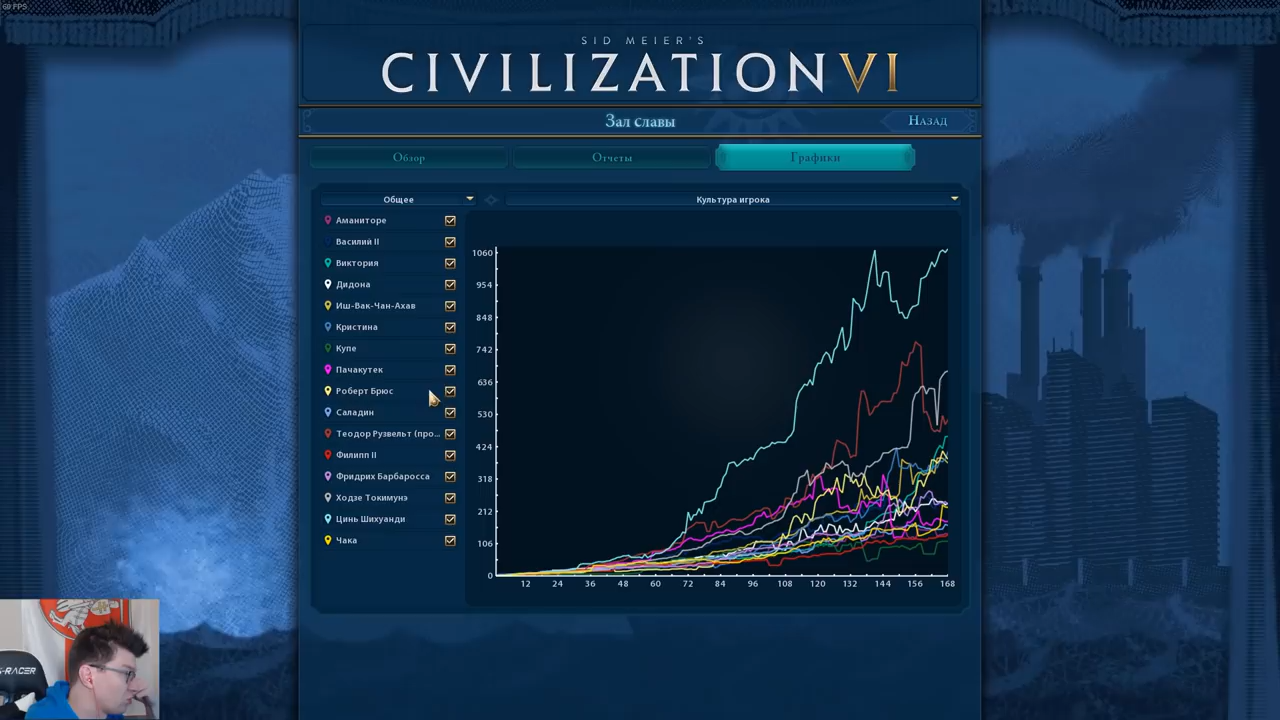 60 FPS
SID MEIER'S
CIVILIZATION VI
Зал славы
НАЗАД
Обзор
Отчеты
Графики
Общее
Культура игрока
Аманиторе
Василий II
Виктория
Дидона
Иш-Вак-Чан-Ахав
Кристина
Купе
Пачакутек
Роберт Брюс
Саладин
Теодор Рузвельт (про...
Филипп II
Фридрих Барбаросса
Ходзе Токимунэ
Цинь Шихуанди
Чака
1060
954
848
742
636
530
424
318
212
106
0
12 24 36 48 60 72 84 96 108 120 132 144 156 168
-RACER